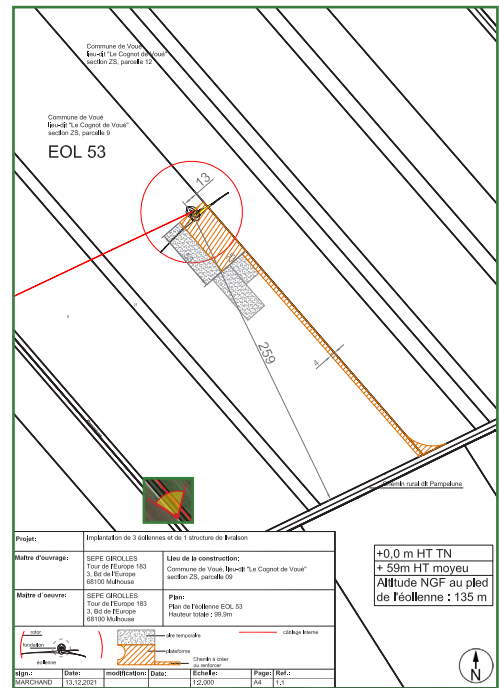 Commune de Voué
lieu-dit "Le Cognot de Voué"
section ZS, parcelle 12
Commune de Voué
lieu-dit "Le Cognot de Voué"
section ZS, parcelle 9
EOL 53
13
259
4
Chemin rural dit Pampelune
Projet:
Implantation de 3 éoliennes et de 1 structure de livraison
Maître d'ouvrage:
SEPE GIROLLES
Tour de l'Europe 183
3, Bd de l'Europe
68100 Mulhouse
Lieu de la construction:
Commune de Voué, lieu-dit "Le Cognot de Voué"
section ZS, parcelle 09
Maître d'oeuvre:
SEPE GIROLLES
Tour de l'Europe 183
3, Bd de l'Europe
68100 Mulhouse
Plan:
Plan de l'éolienne EOL 53
Hauteur totale : 99,9m
rotor
fondation
éolienne
aire temporaire
plateforme
Chemin à créer
ou renforcer
câblage interne
sign.: Date: modification: Date: Echelle: Page: Ref.:
MARCHAND 13.12.2021 1:2.000 A4 1.1
+0,0 m HT TN
+ 59m HT moyeu
Altitude NGF au pied
de l'éolienne : 135 m
N